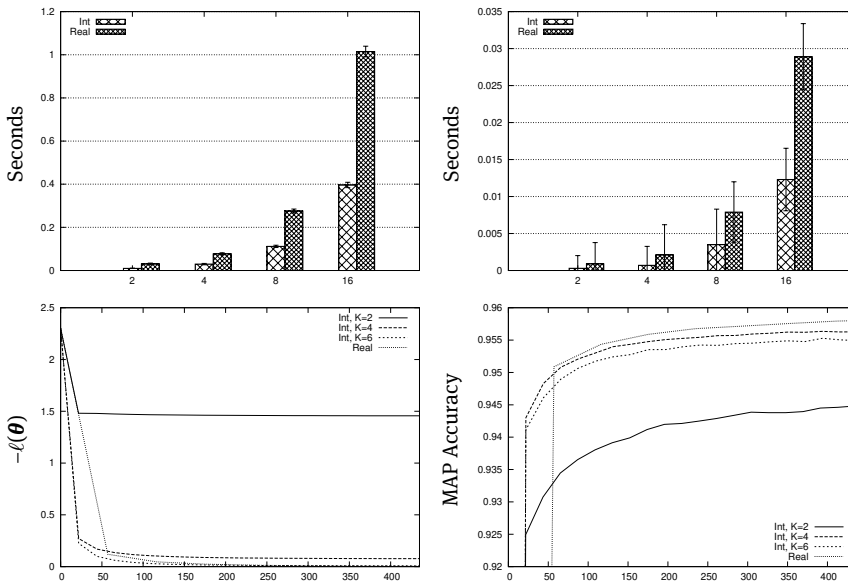 Int
Real
Seconds
1.2
1
0.8
0.6
0.4
0.2
0
2 4 8 16
Int
Real
Seconds
0.035
0.03
0.025
0.02
0.015
0.01
0.005
0
2 4 8 16
Int, K=2
Int, K=4
Int, K=6
Real
−ℓ(θ)
2.5
2
1.5
1
0.5
0
0 50 100 150 200 250 300 350 400
Int, K=2
Int, K=4
Int, K=6
Real
MAP Accuracy
0.96
0.955
0.95
0.945
0.94
0.935
0.93
0.925
0.92
0 50 100 150 200 250 300 350 400